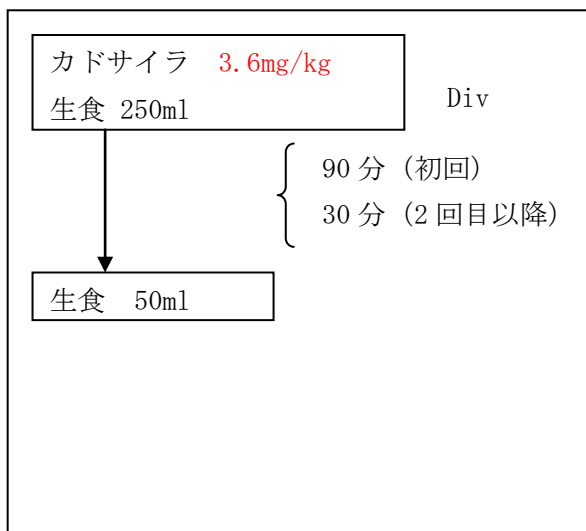 カドサイラ 3.6mg/kg
生食 250ml
Div
90分（初回）
30分（2回目以降）
生食 50ml